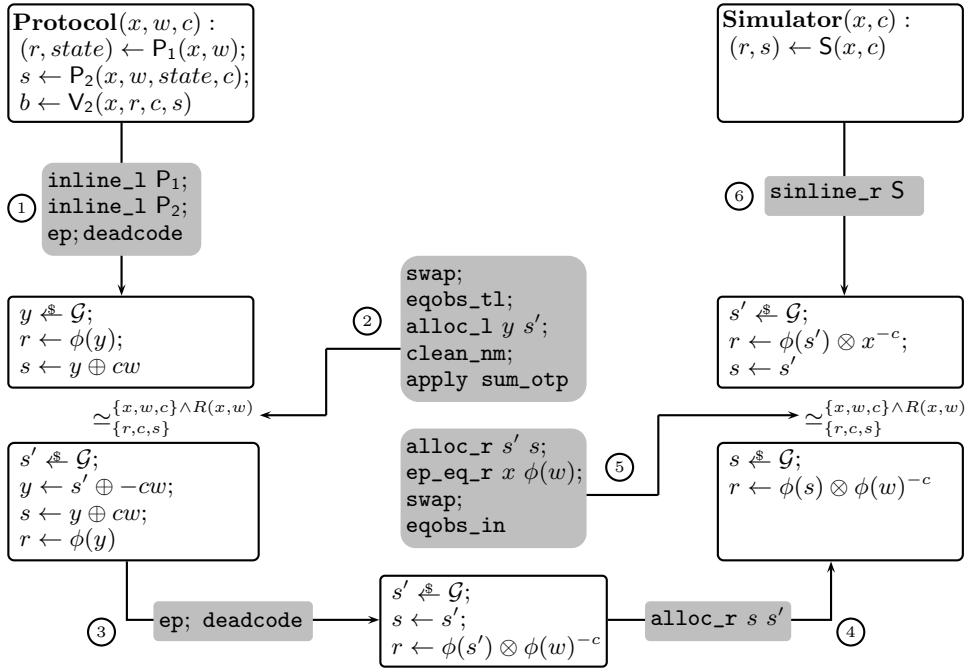 Protocol(x, w, c) :
(r, state) ← P₁(x, w);
s ← P₂(x, w, state, c);
b ← V₂(x, r, c, s)
1
inline_l P₁;
inline_l P₂;
ep; deadcode
y ←$ 𝒢;
r ← ϕ(y);
s ← y ⊕ cw
2
swap;
eqobs_tl;
alloc_l y s′;
clean_nm;
apply sum_otp
≃{r,c,s}^{x,w,c}∧R(x,w)
s′ ←$ 𝒢;
y ← s′ ⊕ −cw;
s ← y ⊕ cw;
r ← ϕ(y)
3
ep; deadcode
s′ ←$ 𝒢;
s ← s′;
r ← ϕ(s′) ⊗ ϕ(w)⁻ᶜ
alloc_r s s′
4
s ←$ 𝒢;
r ← ϕ(s) ⊗ ϕ(w)⁻ᶜ
alloc_r s′ s;
ep_eq_r x ϕ(w);
swap;
eqobs_in
5
≃{r,c,s}^{x,w,c}∧R(x,w)
Simulator(x, c) :
(r, s) ← S(x, c)
6
sinline_r S
s′ ←$ 𝒢;
r ← ϕ(s′) ⊗ x⁻ᶜ;
s ← s′